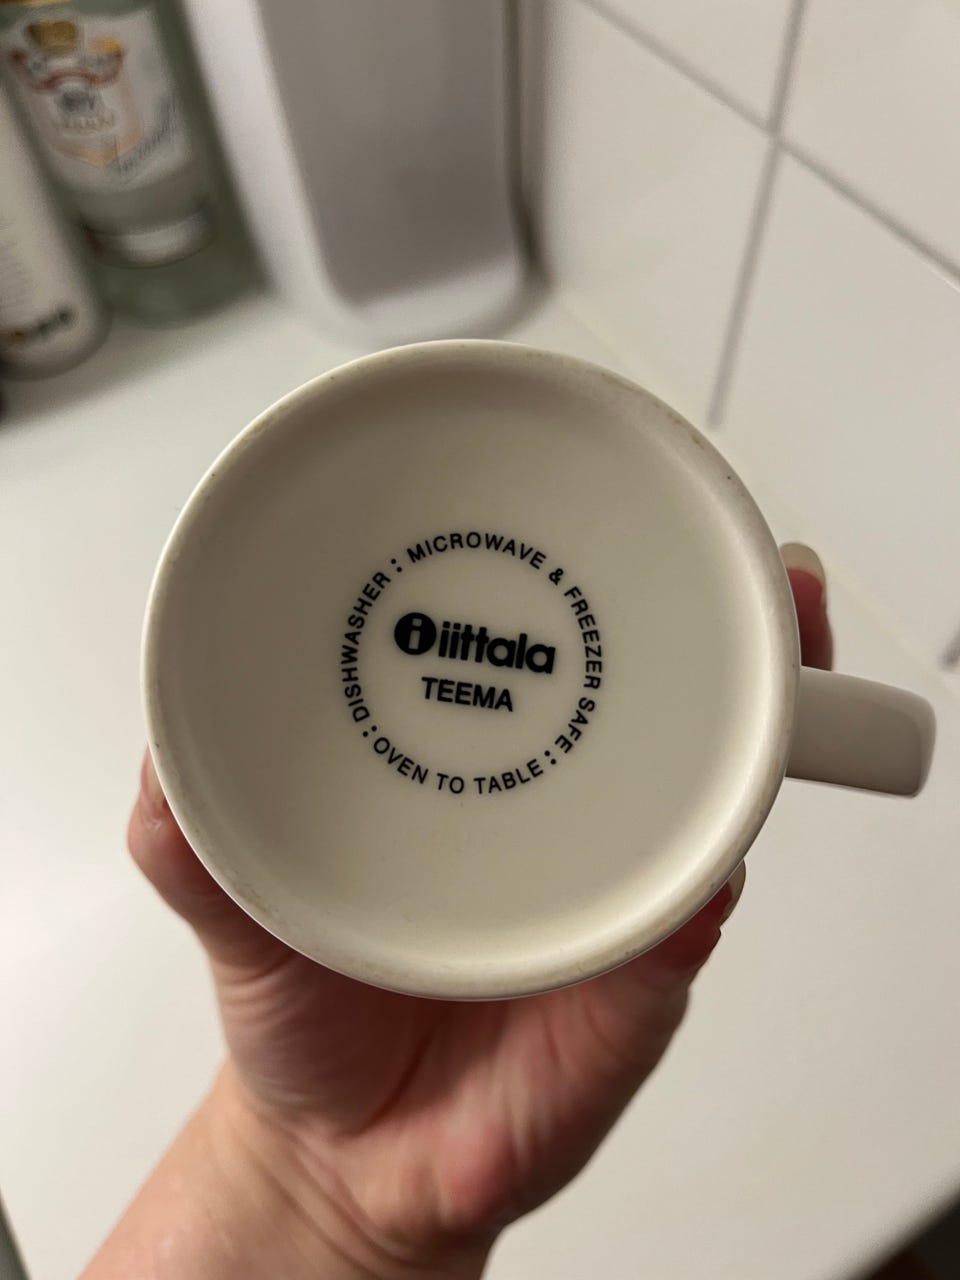 iittala
TEEMA
MICROWAVE & FREEZER SAFE : OVEN TO TABLE : DISHWASHER :